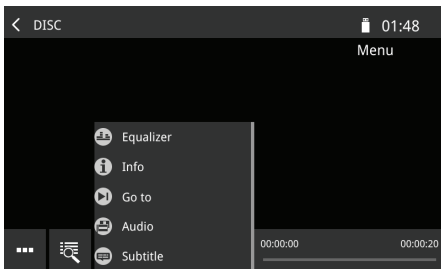 DISC
01:48
Menu
Equalizer
Info
Go to
Audio
Subtitle
00:00:00
00:00:20